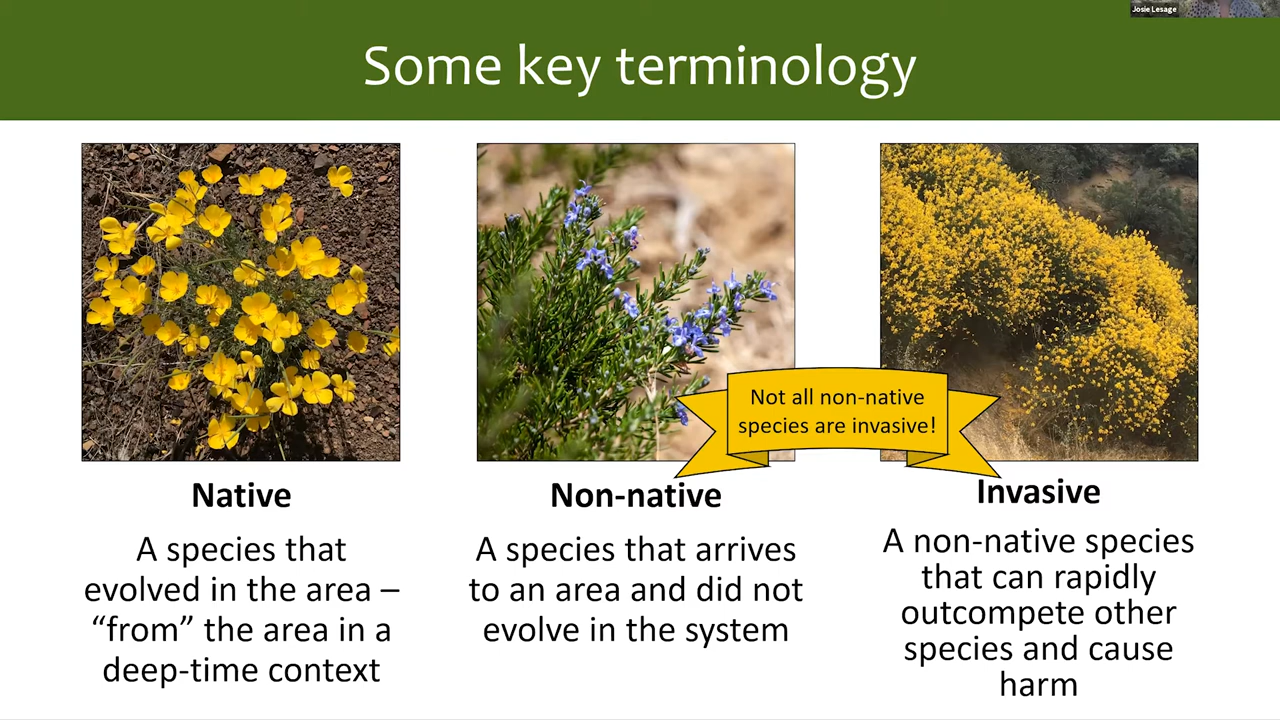 Josie Lesage
Some key terminology
Not all non-native
species are invasive!
Native
A species that
evolved in the area –
“from” the area in a
deep-time context
Non-native
A species that arrives
to an area and did not
evolve in the system
Invasive
A non-native species
that can rapidly
outcompete other
species and cause
harm